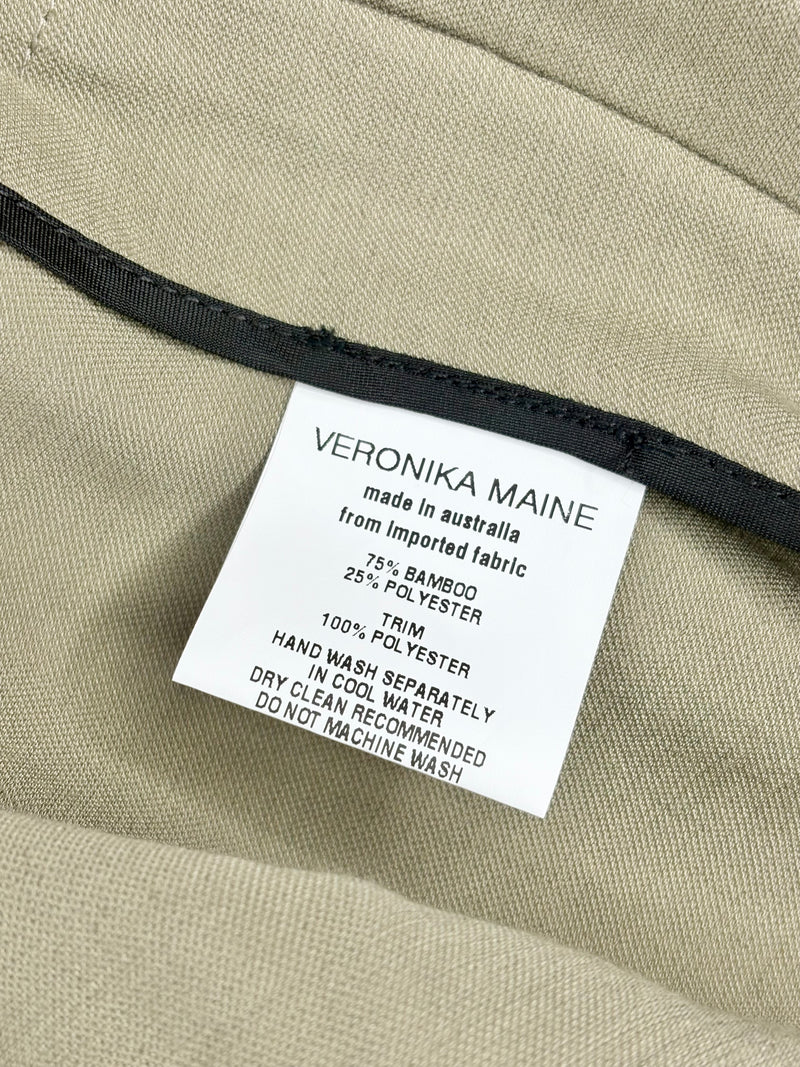 VERONIKA MAINE
made in australia
from imported fabric
75% BAMBOO
25% POLYESTER
TRIM
100% POLYESTER
HAND WASH SEPARATELY
IN COOL WATER
DRY CLEAN RECOMMENDED
DO NOT MACHINE WASH